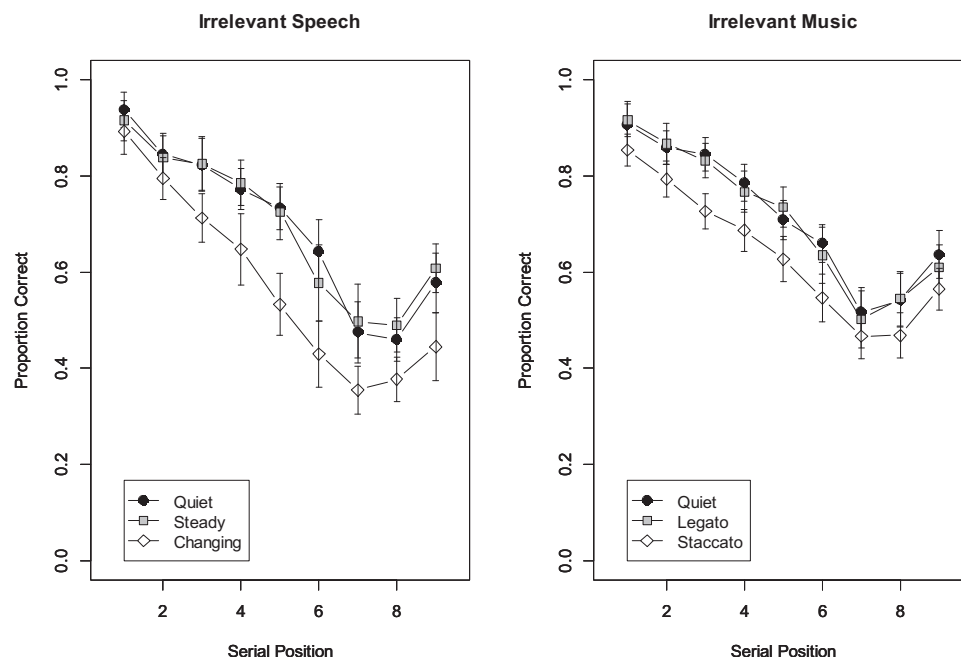 Irrelevant Speech
Proportion Correct
1.0
0.8
0.6
0.4
0.2
0.0
Quiet
Steady
Changing
2
4
6
8
Serial Position
Irrelevant Music
Proportion Correct
1.0
0.8
0.6
0.4
0.2
0.0
Quiet
Legato
Staccato
2
4
6
8
Serial Position